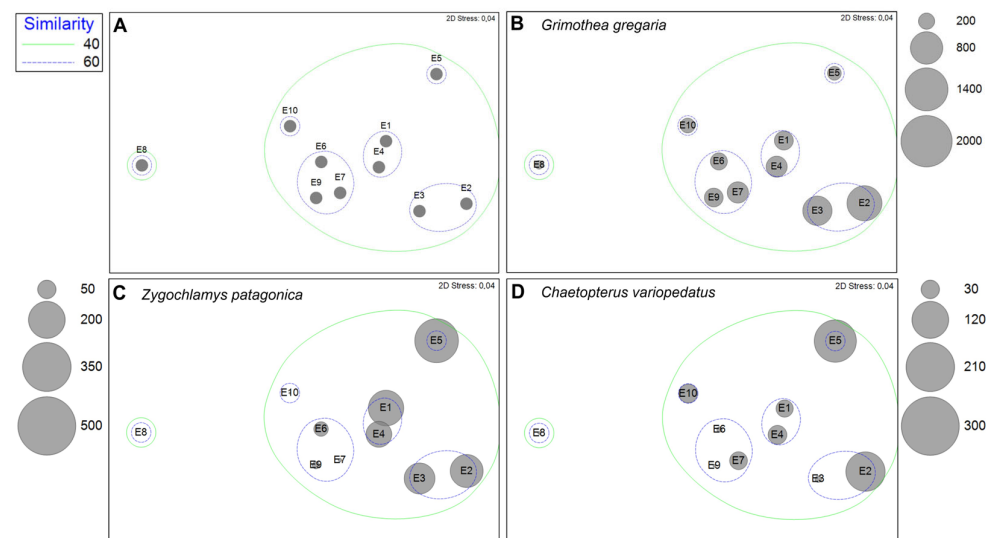 Similarity
40
60
A
2D Stress: 0,04
E5
E10
E1
E6
E4
E8
E7
E9
E2
E3
B
Grimothea gregaria
2D Stress: 0,04
E5
E10
E1
E6
E4
E8
E7
E9
E2
E3
200
800
1400
2000
50
200
350
500
C
Zygochlamys patagonica
2D Stress: 0,04
E5
E10
E1
E6
E4
E8
E7
E9
E2
E3
D
Chaetopterus variopedatus
2D Stress: 0,04
E5
E10
E1
E6
E4
E8
E7
E9
E2
E3
30
120
210
300